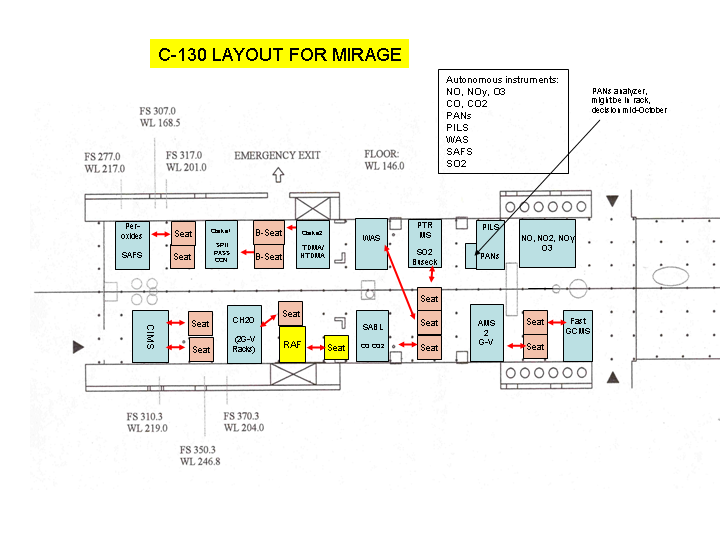 C-130 LAYOUT FOR MIRAGE
Autonomous instruments:
NO, NOy, O3
CO, CO2
PANs
PILS
WAS
SAFS
SO2
PANs analyzer,
might be in rack,
decision mid-October
FS 307.0
WL 168.5
FS 277.0
WL 217.0
FS 317.0
WL 201.0
EMERGENCY EXIT
FLOOR:
WL 146.0
Per-
oxides
SAFS
Seat
Seat
PASS
CCN
B-Seat
B-Seat
TDMA/
HTDMA
WAS
PTR
MS
SO2
Buseck
PILS
PANs
NO, NO2, NOy
O3
Seat
Seat
Seat
CIMS
Seat
Seat
CH2O
(2G-V
Racks)
Seat
RAF
Seat
SABL
CO CO2
AMS
2
G-V
Seat
Seat
Fast
GCMS
FS 310.3
WL 219.0
FS 370.3
WL 204.0
FS 350.3
WL 246.8